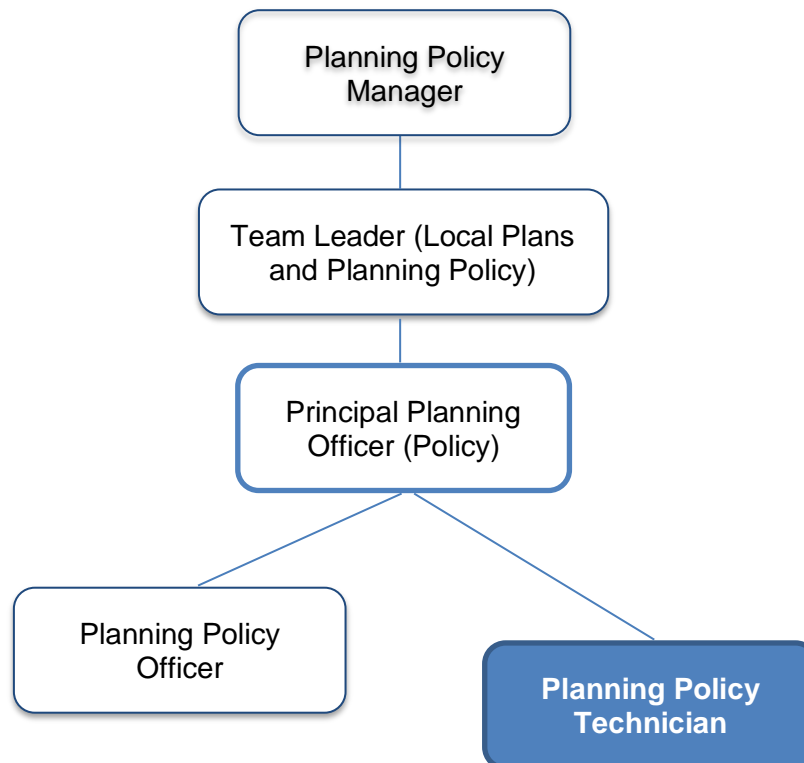 Planning Policy
Manager
Team Leader (Local Plans
and Planning Policy)
Principal Planning
Officer (Policy)
Planning Policy
Officer
Planning Policy
Technician